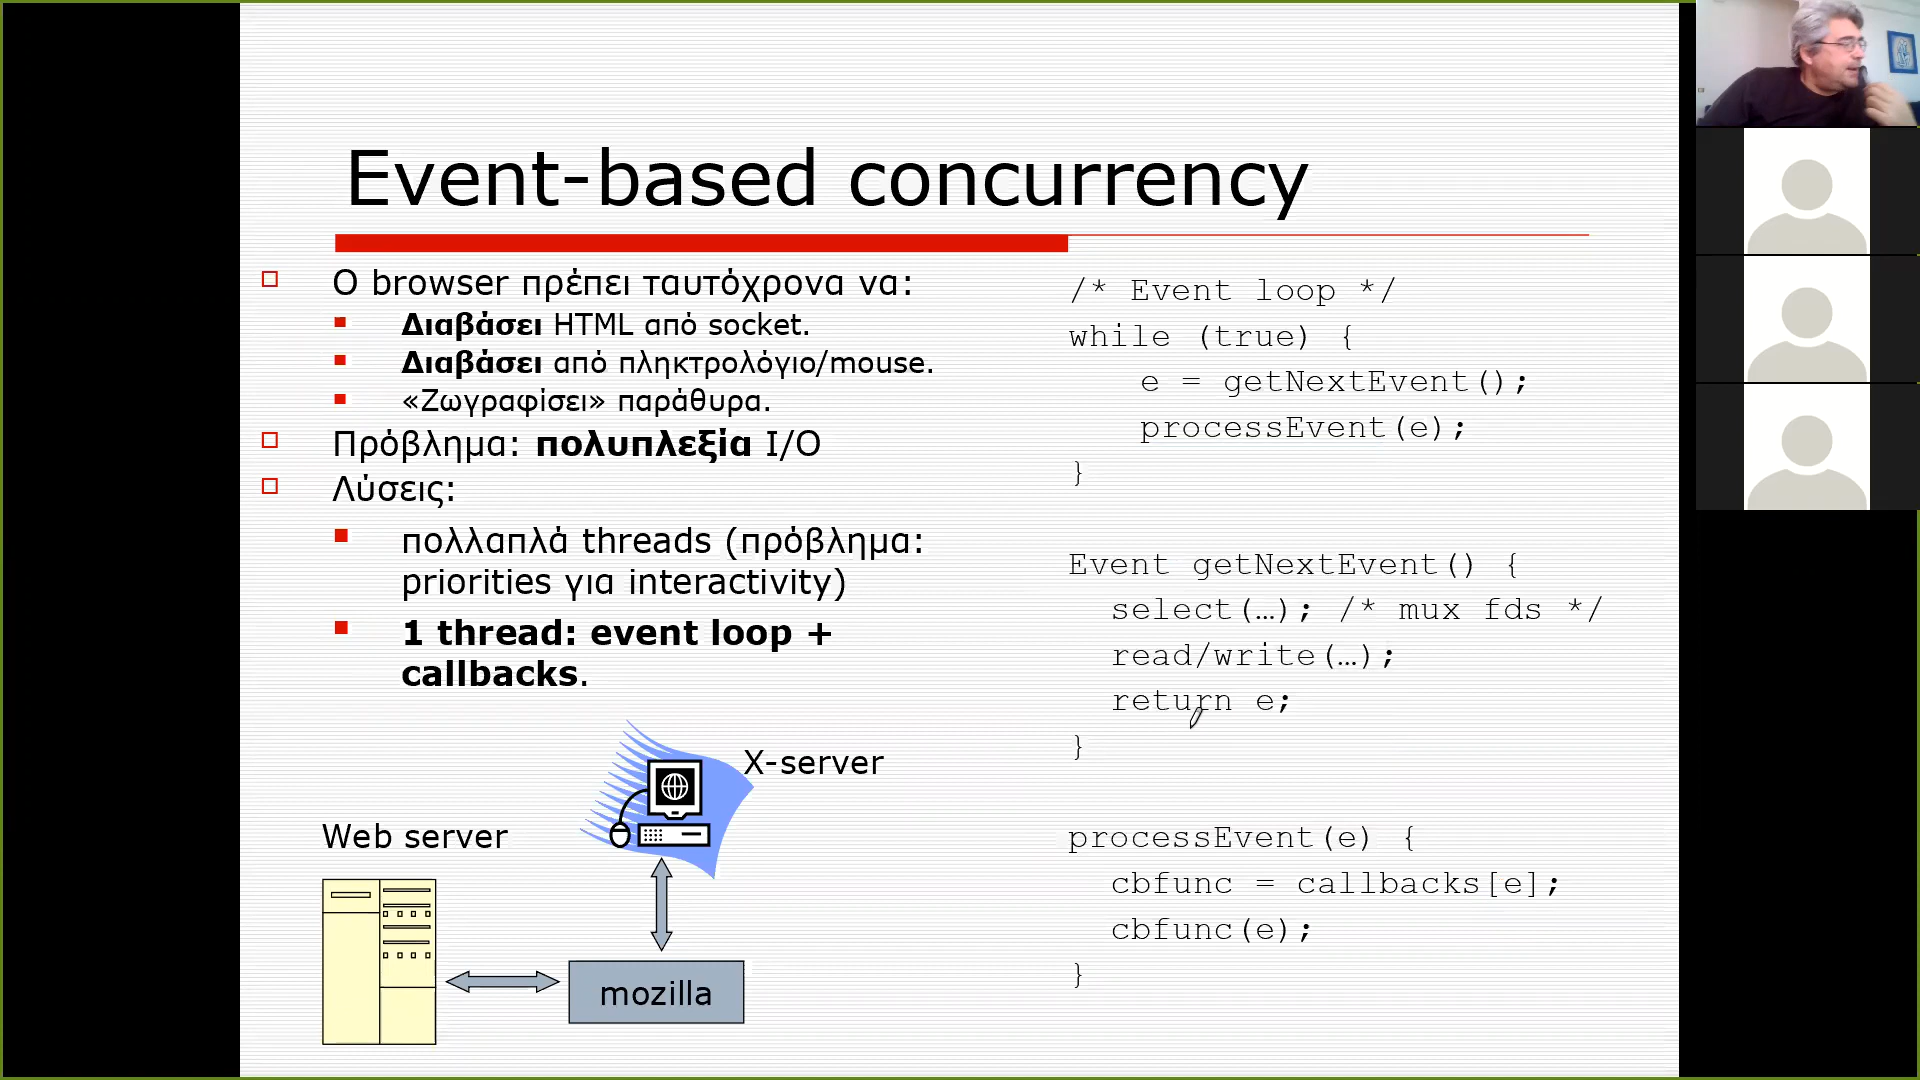 Event-based concurrency
Ο browser πρέπει ταυτόχρονα να:
Διαβάσει HTML από socket.
Διαβάσει από πληκτρολόγιο/mouse.
«Ζωγραφίσει» παράθυρα.
Πρόβλημα: πολυπλεξία I/O
Λύσεις:
πολλαπλά threads (πρόβλημα:
priorities για interactivity)
1 thread: event loop +
callbacks.
X-server
Web server
mozilla
/* Event loop */
while (true) {
e = getNextEvent();
processEvent(e);
}
Event getNextEvent() {
select(…); /* mux fds */
read/write(…);
return e;
}
processEvent(e) {
cbfunc = callbacks[e];
cbfunc(e);
}